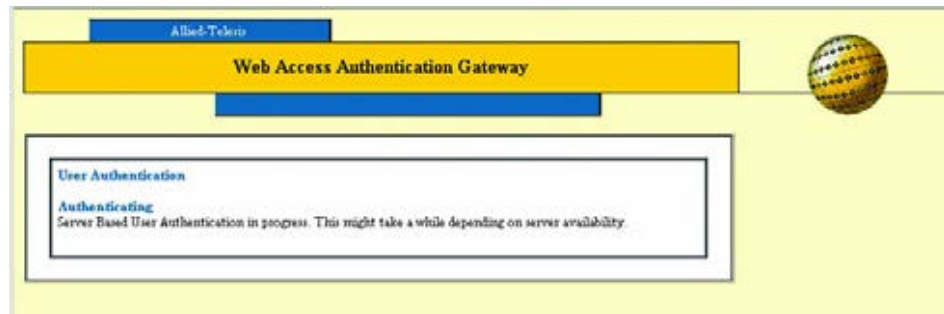 Allied-Telesis
Web Access Authentication Gateway
User Authentication
Authenticating
Server Based User Authentication in progress. This might take a while depending on server availability.